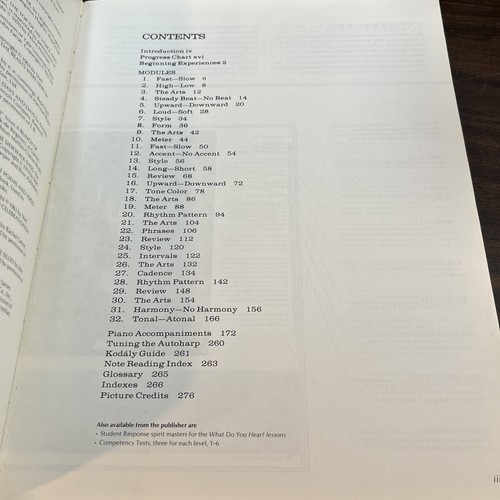 CONTENTS
Introduction iv
Progress Chart xvi
Beginning Experiences 2
MODULES
1. Fast—Slow 6
2. High—Low 8
3. The Arts 12
4. Steady Beat—No Beat 14
5. Upward—Downward 20
6. Loud—Soft 28
7. Style 34
8. Form 36
9. The Arts 42
10. Meter 44
11. Fast—Slow 50
12. Accent—No Accent 54
13. Style 56
14. Long—Short 58
15. Review 68
16. Upward—Downward 72
17. Tone Color 78
18. The Arts 86
19. Meter 88
20. Rhythm Pattern 94
21. The Arts 104
22. Phrases 106
23. Review 112
24. Style 120
25. Intervals 122
26. The Arts 132
27. Cadence 134
28. Rhythm Pattern 142
29. Review 148
30. The Arts 154
31. Harmony—No Harmony 156
32. Tonal—Atonal 166
Piano Accompaniments 172
Tuning the Autoharp 260
Kodály Guide 261
Note Reading Index 263
Glossary 265
Indexes 266
Picture Credits 276
Also available from the publisher are
• Student Response spirit masters for the What Do You Hear? lessons
• Competency Tests, three for each level, 1–6